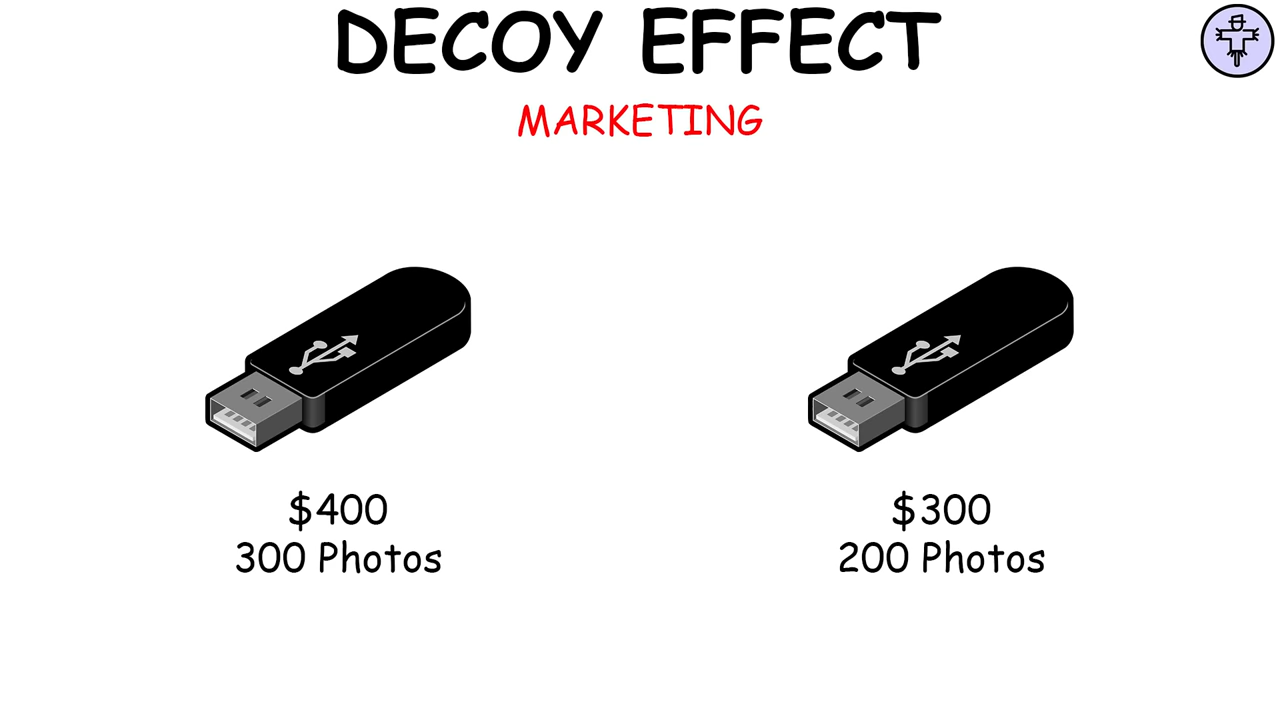 DECOY EFFECT
MARKETING
$400
300 Photos
$300
200 Photos